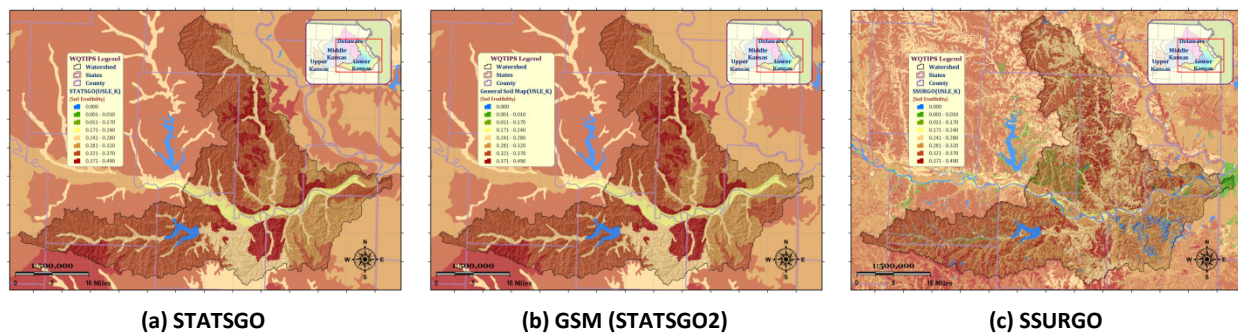 Delaware
Middle
Kansas
Upper
Kansas
Lower
Kansas
WQTIPS Legend
Watershed
States
County
STATSGO(USLE_K)
(Soil Erodibility)
0.000
0.001 - 0.010
0.011 - 0.170
0.171 - 0.240
0.241 - 0.280
0.281 - 0.320
0.321 - 0.370
0.371 - 0.490
N
W E
S
1:500,000
0 8 16 Miles
(a) STATSGO
Delaware
Middle
Kansas
Upper
Kansas
Lower
Kansas
WQTIPS Legend
Watershed
States
County
General Soil Map(USLE_K)
(Soil Erodibility)
0.000
0.001 - 0.010
0.011 - 0.170
0.171 - 0.240
0.241 - 0.280
0.281 - 0.320
0.321 - 0.370
0.371 - 0.490
N
W E
S
1:500,000
0 8 16 Miles
(b) GSM (STATSGO2)
Delaware
Middle
Kansas
Upper
Kansas
Lower
Kansas
WQTIPS Legend
Watershed
States
County
SSURGO(USLE_K)
(Soil Erodibility)
0.000
0.001 - 0.010
0.011 - 0.170
0.171 - 0.240
0.241 - 0.280
0.281 - 0.320
0.321 - 0.370
0.371 - 0.490
N
W E
S
1:500,000
0 8 16 Miles
(c) SSURGO